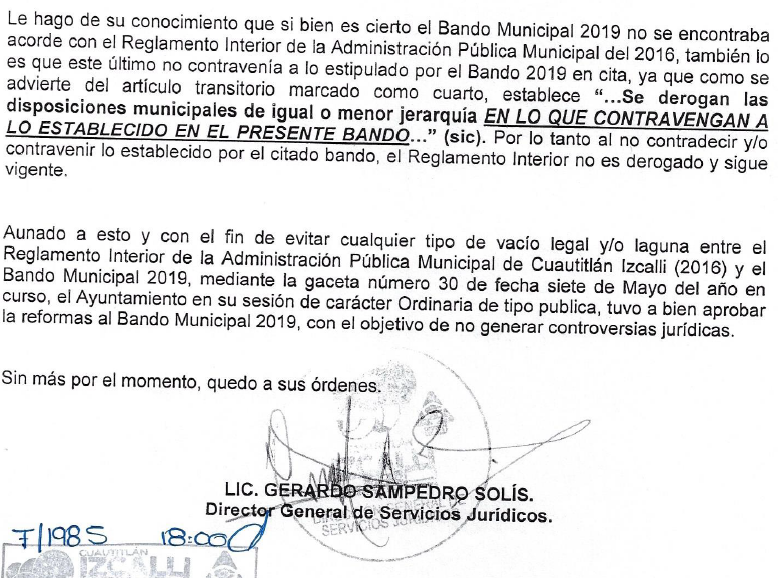 Le hago de su conocimiento que si bien es cierto el Bando Municipal 2019 no se encontraba
acorde con el Reglamento Interior de la Administración Pública Municipal del 2016, también lo
es que este último no contravenía a lo estipulado por el Bando 2019 en cita, ya que como se
advierte del artículo transitorio marcado como cuarto, establece “...Se derogan las
disposiciones municipales de igual o menor jerarquía EN LO QUE CONTRAVENGAN A
LO ESTABLECIDO EN EL PRESENTE BANDO...” (sic). Por lo tanto al no contradecir y/o
contravenir lo establecido por el citado bando, el Reglamento Interior no es derogado y sigue
vigente.
Aunado a esto y con el fin de evitar cualquier tipo de vacío legal y/o laguna entre el
Reglamento Interior de la Administración Pública Municipal de Cuautitlán Izcalli (2016) y el
Bando Municipal 2019, mediante la gaceta número 30 de fecha siete de Mayo del año en
curso, el Ayuntamiento en su sesión de carácter Ordinaria de tipo publica, tuvo a bien aprobar
la reformas al Bando Municipal 2019, con el objetivo de no generar controversias jurídicas.
Sin más por el momento, quedo a sus órdenes.
LIC. GERARDO SAMPEDRO SOLÍS.
Director General de Servicios Jurídicos.
DIRECCIÓN GENERAL DE
SERVICIOS JURÍDICOS
7/1985 18:00
CUAUTITLÁN
IZCALLI